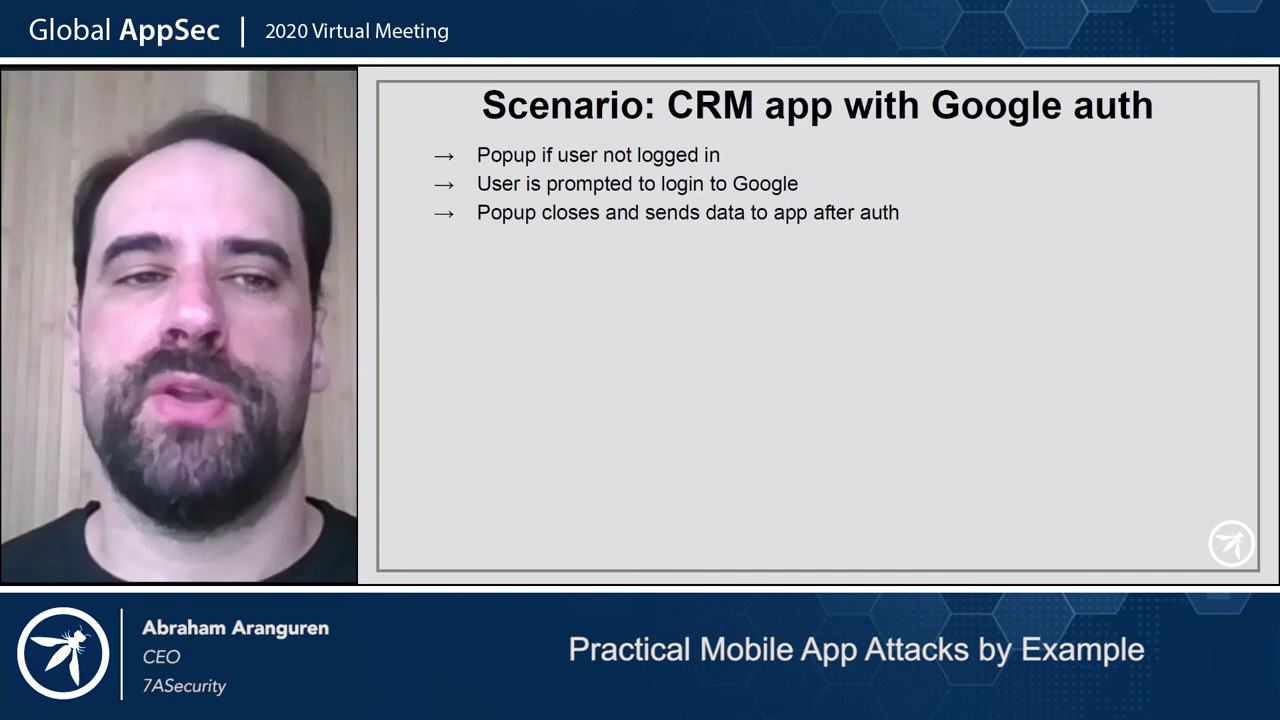 Global AppSec | 2020 Virtual Meeting
Scenario: CRM app with Google auth
→ Popup if user not logged in
→ User is prompted to login to Google
→ Popup closes and sends data to app after auth
Abraham Aranguren
CEO
7ASecurity
Practical Mobile App Attacks by Example